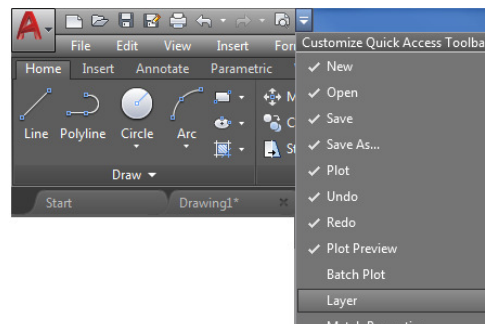 Customize Quick Access Toolba
File Edit View Insert For
Home Insert Annotate Parametric
New
Open
Save
Save As...
Plot
Undo
Redo
Plot Preview
Batch Plot
Layer
Line Polyline Circle Arc
Draw
Start Drawing1*